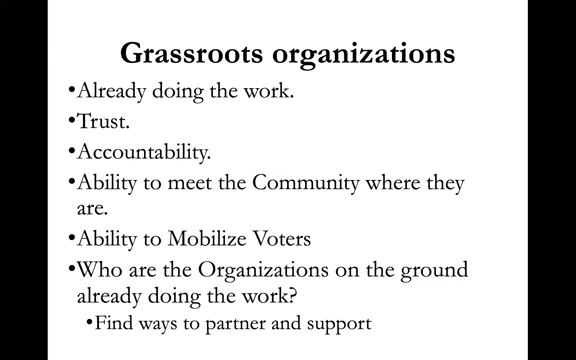 Grassroots organizations
•Already doing the work.
•Trust.
•Accountability.
•Ability to meet the Community where they
are.
•Ability to Mobilize Voters
•Who are the Organizations on the ground
already doing the work?
•Find ways to partner and support